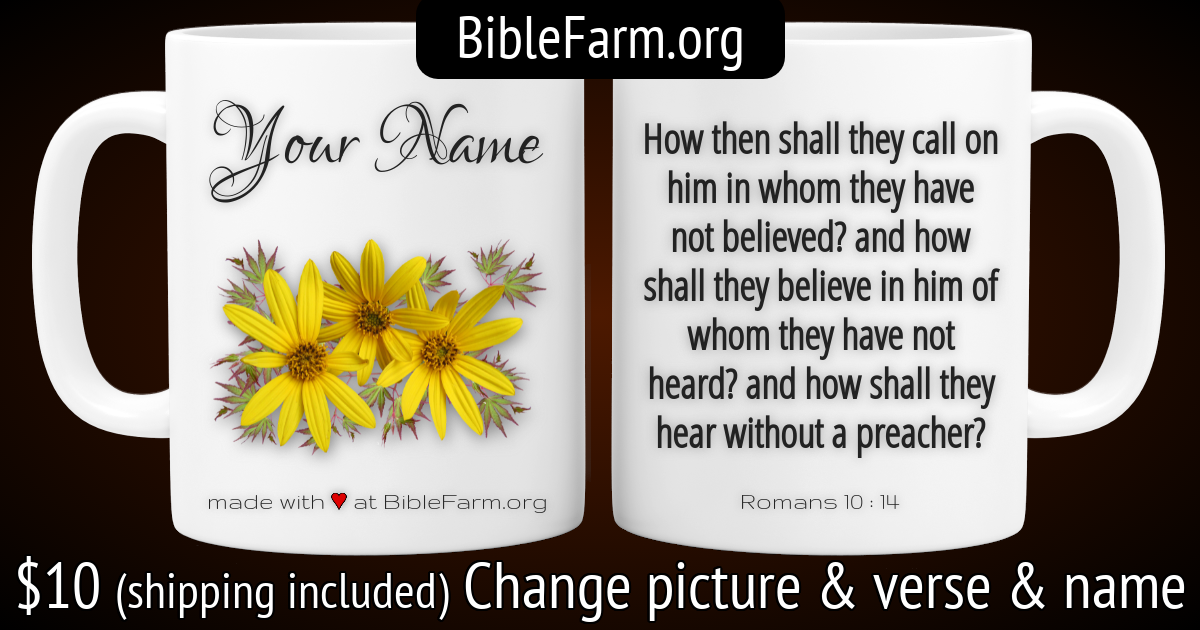 BibleFarm.org
Your Name
made with ♥ at BibleFarm.org
How then shall they call on
him in whom they have
not believed? and how
shall they believe in him of
whom they have not
heard? and how shall they
hear without a preacher?
Romans 10 : 14
$10 (shipping included) Change picture & verse & name